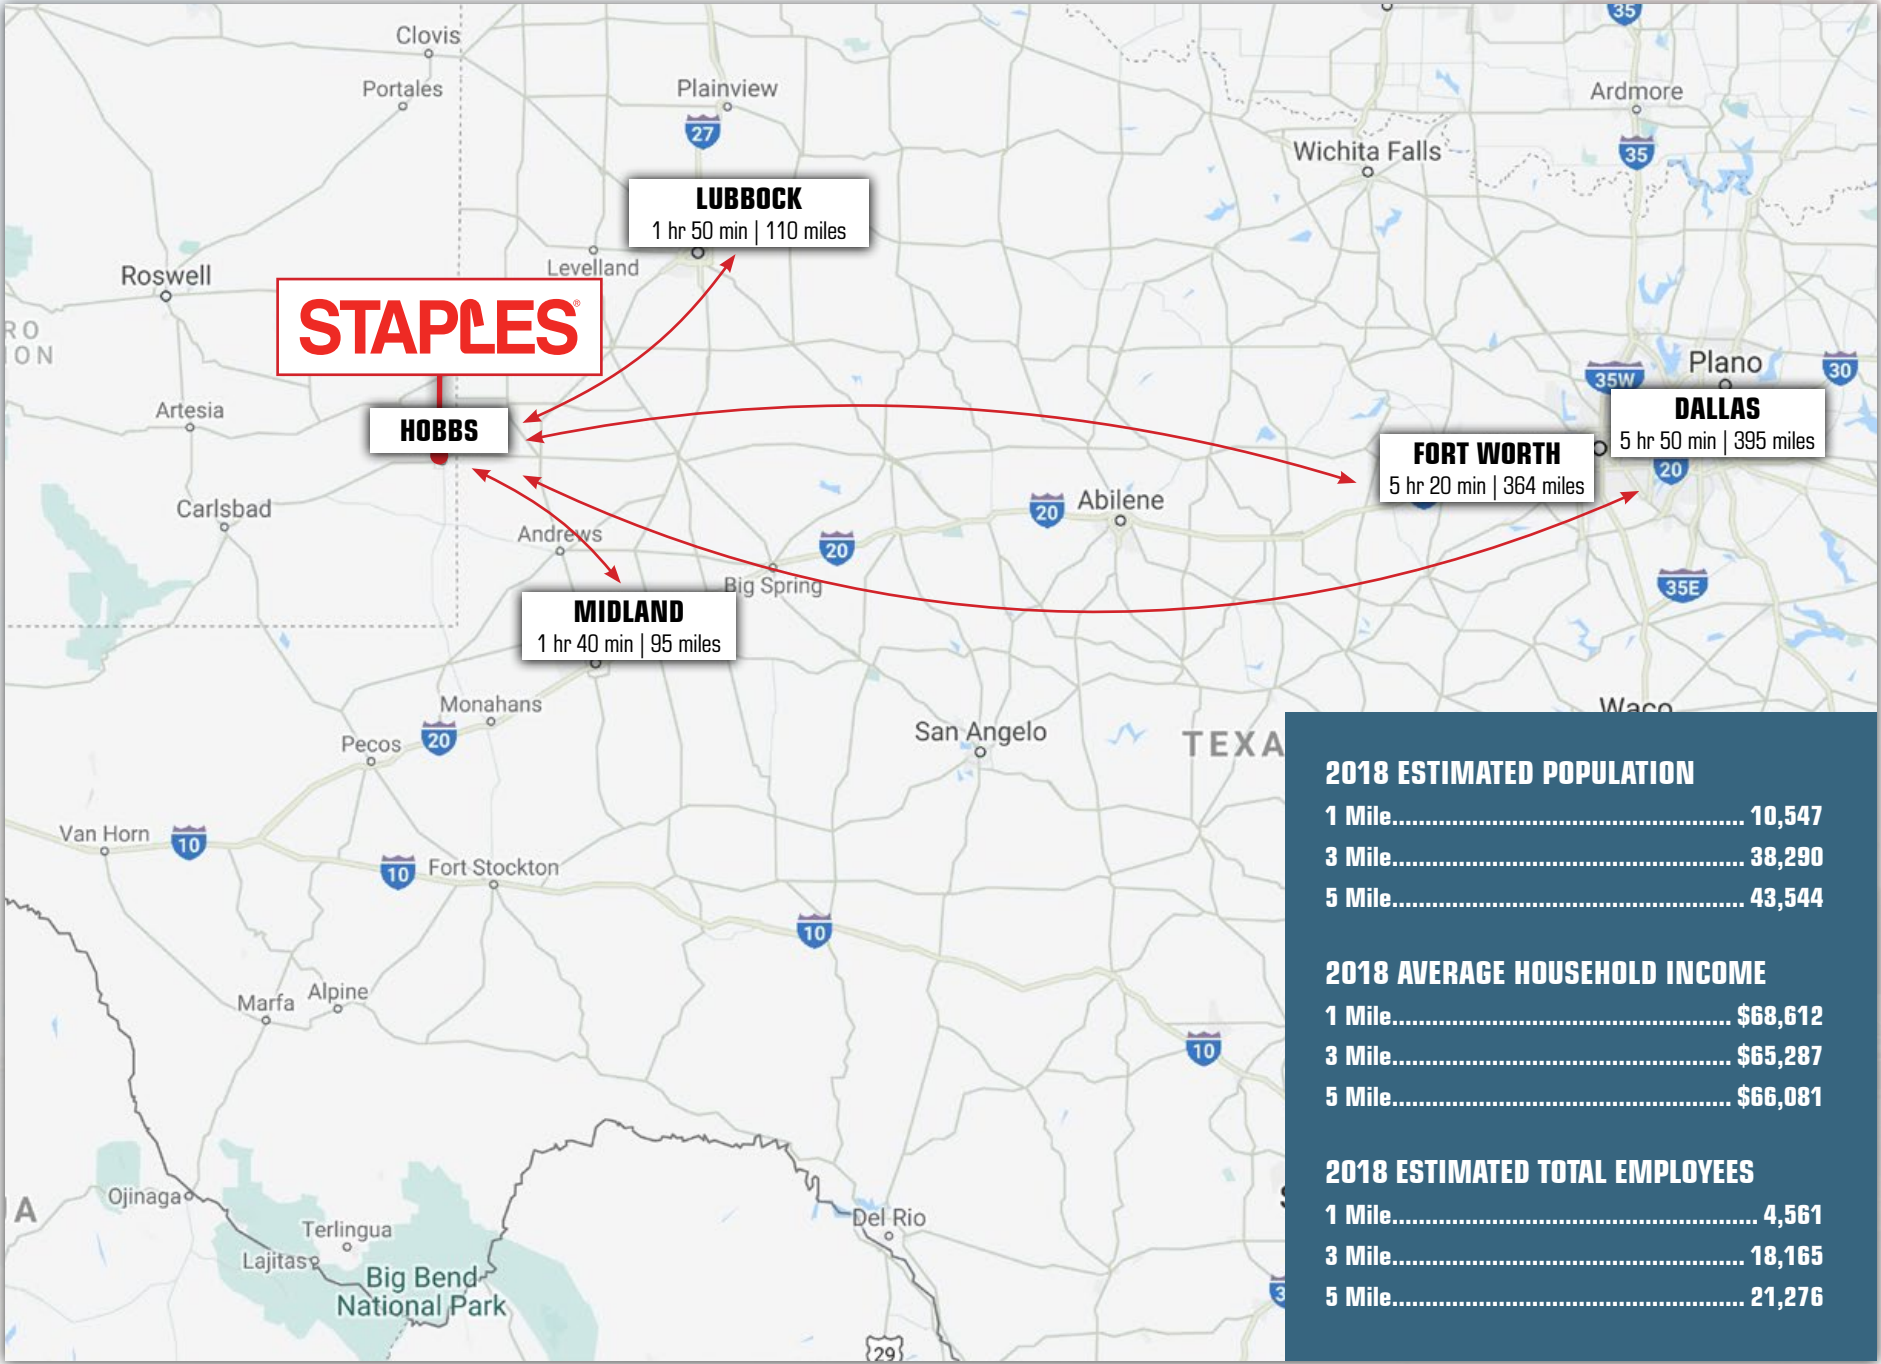 Clovis
Portales
Plainview
27
35
Ardmore
35
Wichita Falls
LUBBOCK
1 hr 50 min | 110 miles
Levelland
Roswell
RO
ION
STAPLES®
HOBBS
Artesia
Carlsbad
Plano
35W
30
DALLAS
5 hr 50 min | 395 miles
20
FORT WORTH
5 hr 20 min | 364 miles
Abilene
20
20
Andrews
Big Spring
35E
MIDLAND
1 hr 40 min | 95 miles
Monahans
Pecos
20
San Angelo
TEXA
Waco
Van Horn
10
10
Fort Stockton
10
10
Marfa
Alpine
Ojinaga
A
Terlingua
Lajitas
Big Bend
National Park
Del Rio
29
3
2018 ESTIMATED POPULATION
1 Mile.......................................................... 10,547
3 Mile.......................................................... 38,290
5 Mile.......................................................... 43,544
2018 AVERAGE HOUSEHOLD INCOME
1 Mile........................................................ $68,612
3 Mile........................................................ $65,287
5 Mile........................................................ $66,081
2018 ESTIMATED TOTAL EMPLOYEES
1 Mile............................................................ 4,561
3 Mile.......................................................... 18,165
5 Mile.......................................................... 21,276